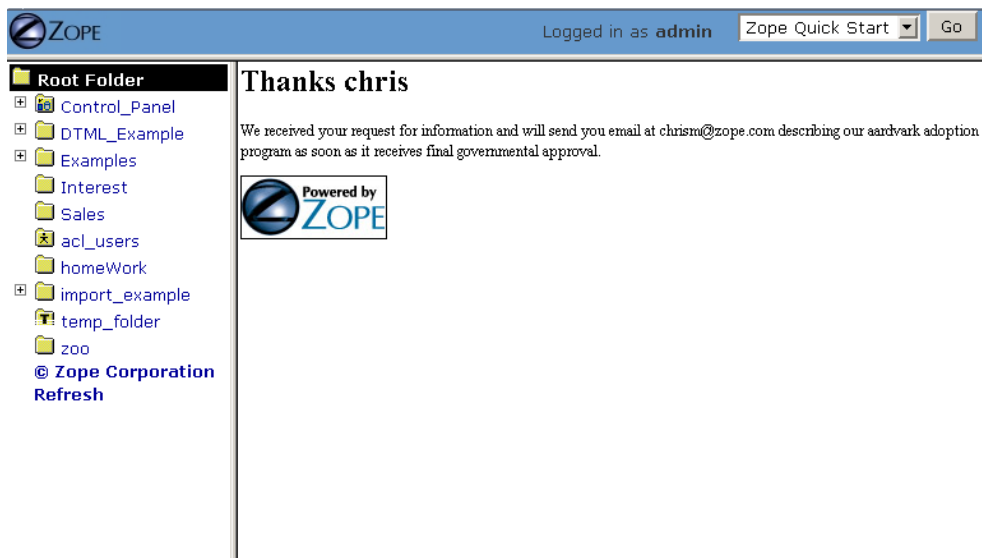 ZOPE
Logged in as admin
Zope Quick Start
Go
Root Folder
Control_Panel
DTML_Example
Examples
Interest
Sales
acl_users
homeWork
import_example
temp_folder
zoo
© Zope Corporation
Refresh
Thanks chris
We received your request for information and will send you email at chrism@zope.com describing our aardvark adoption
program as soon as it receives final governmental approval.
Powered by
ZOPE